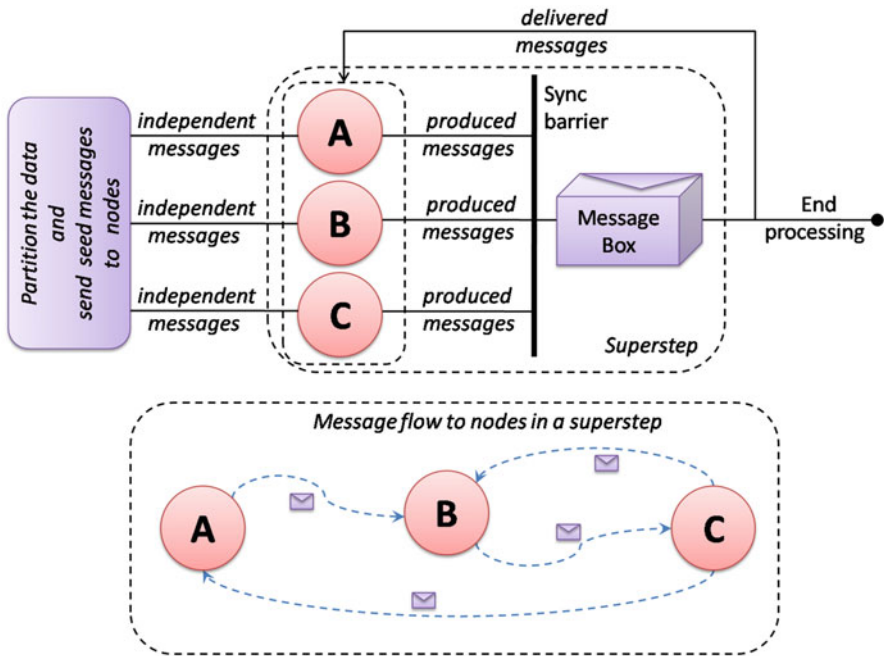 delivered
messages
Partition the data
and
send seed messages
to nodes
independent
messages
A
produced
messages
Sync
barrier
independent
messages
B
produced
messages
Message
Box
End
processing
independent
messages
C
produced
messages
Superstep
Message flow to nodes in a superstep
A
B
C